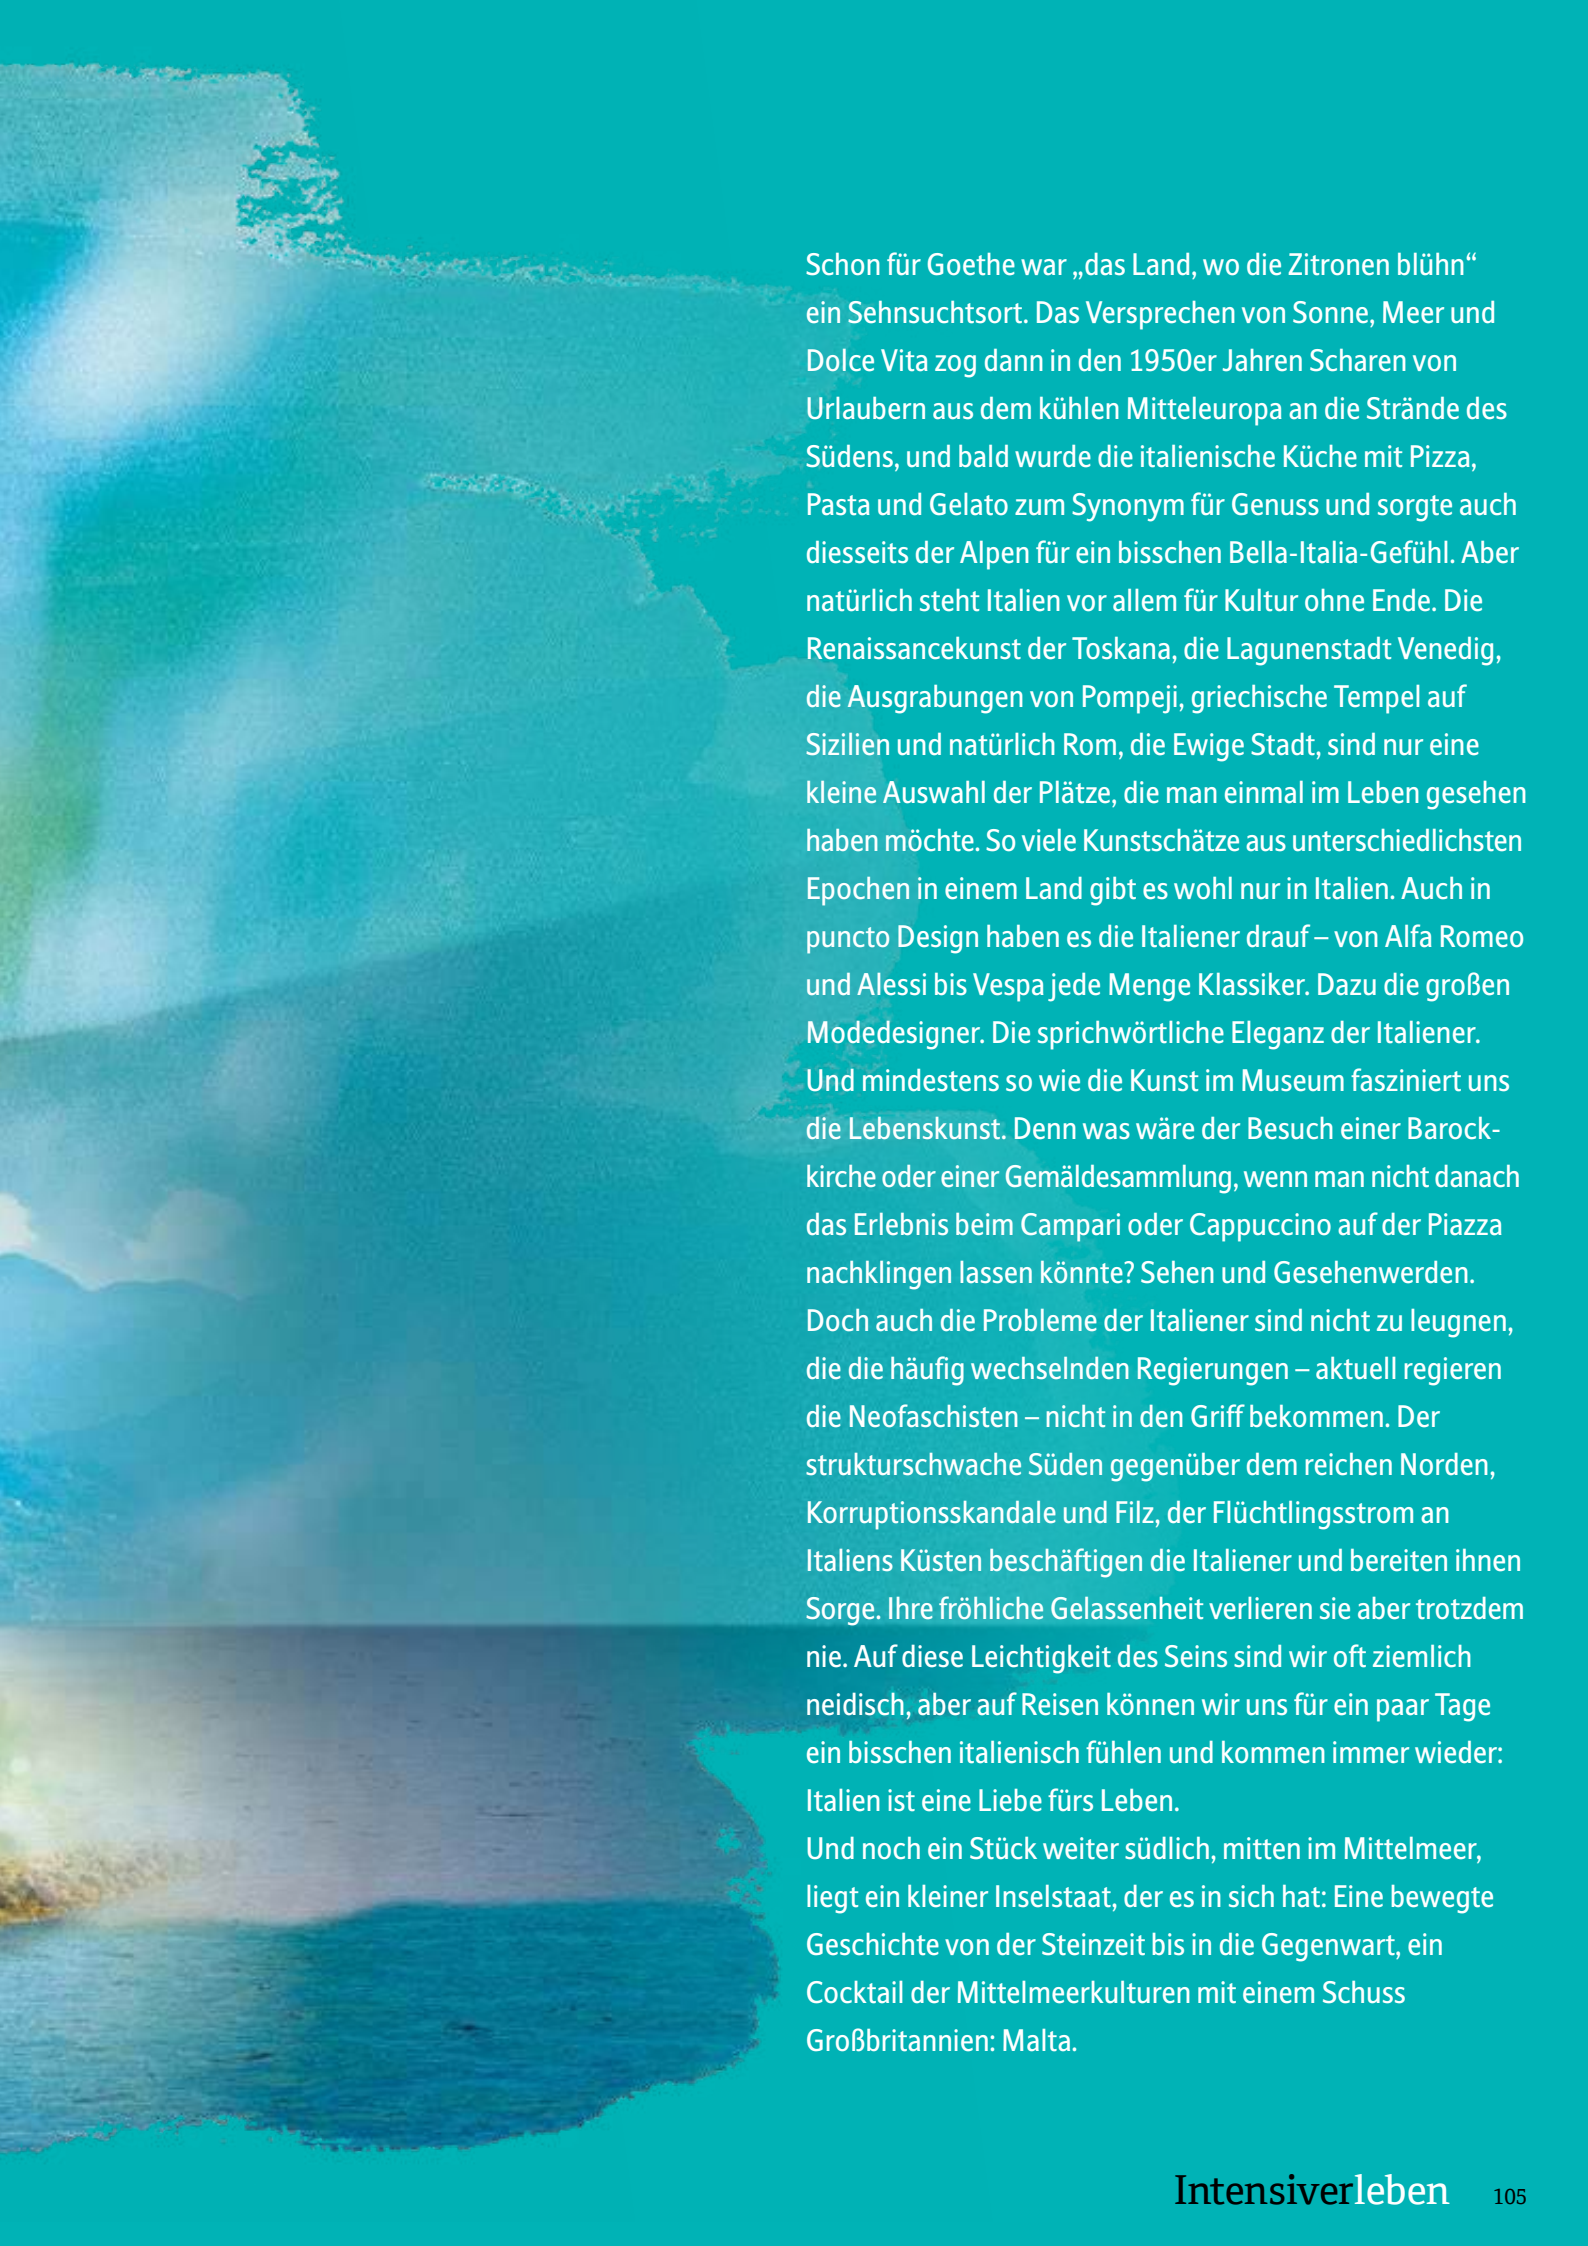 Schon für Goethe war „das Land, wo die Zitronen blühn“
ein Sehnsuchtsort. Das Versprechen von Sonne, Meer und
Dolce Vita zog dann in den 1950er Jahren Scharen von
Urlaubern aus dem kühlen Mitteleuropa an die Strände des
Südens, und bald wurde die italienische Küche mit Pizza,
Pasta und Gelato zum Synonym für Genuss und sorgte auch
diesseits der Alpen für ein bisschen Bella-Italia-Gefühl. Aber
natürlich steht Italien vor allem für Kultur ohne Ende. Die
Renaissancekunst der Toskana, die Lagunenstadt Venedig,
die Ausgrabungen von Pompeji, griechische Tempel auf
Sizilien und natürlich Rom, die Ewige Stadt, sind nur eine
kleine Auswahl der Plätze, die man einmal im Leben gesehen
haben möchte. So viele Kunstschätze aus unterschiedlichsten
Epochen in einem Land gibt es wohl nur in Italien. Auch in
puncto Design haben es die Italiener drauf – von Alfa Romeo
und Alessi bis Vespa jede Menge Klassiker. Dazu die großen
Modedesigner. Die sprichwörtliche Eleganz der Italiener.
Und mindestens so wie die Kunst im Museum fasziniert uns
die Lebenskunst. Denn was wäre der Besuch einer Barock-
kirche oder einer Gemäldesammlung, wenn man nicht danach
das Erlebnis beim Campari oder Cappuccino auf der Piazza
nachklingen lassen könnte? Sehen und Gesehenwerden.
Doch auch die Probleme der Italiener sind nicht zu leugnen,
die die häufig wechselnden Regierungen – aktuell regieren
die Neofaschisten – nicht in den Griff bekommen. Der
strukturschwache Süden gegenüber dem reichen Norden,
Korruptionsskandale und Filz, der Flüchtlingsstrom an
Italiens Küsten beschäftigen die Italiener und bereiten ihnen
Sorge. Ihre fröhliche Gelassenheit verlieren sie aber trotzdem
nie. Auf diese Leichtigkeit des Seins sind wir oft ziemlich
neidisch, aber auf Reisen können wir uns für ein paar Tage
ein bisschen italienisch fühlen und kommen immer wieder:
Italien ist eine Liebe fürs Leben.
Und noch ein Stück weiter südlich, mitten im Mittelmeer,
liegt ein kleiner Inselstaat, der es in sich hat: Eine bewegte
Geschichte von der Steinzeit bis in die Gegenwart, ein
Cocktail der Mittelmeerkulturen mit einem Schuss
Großbritannien: Malta.
Intensiverleben 105